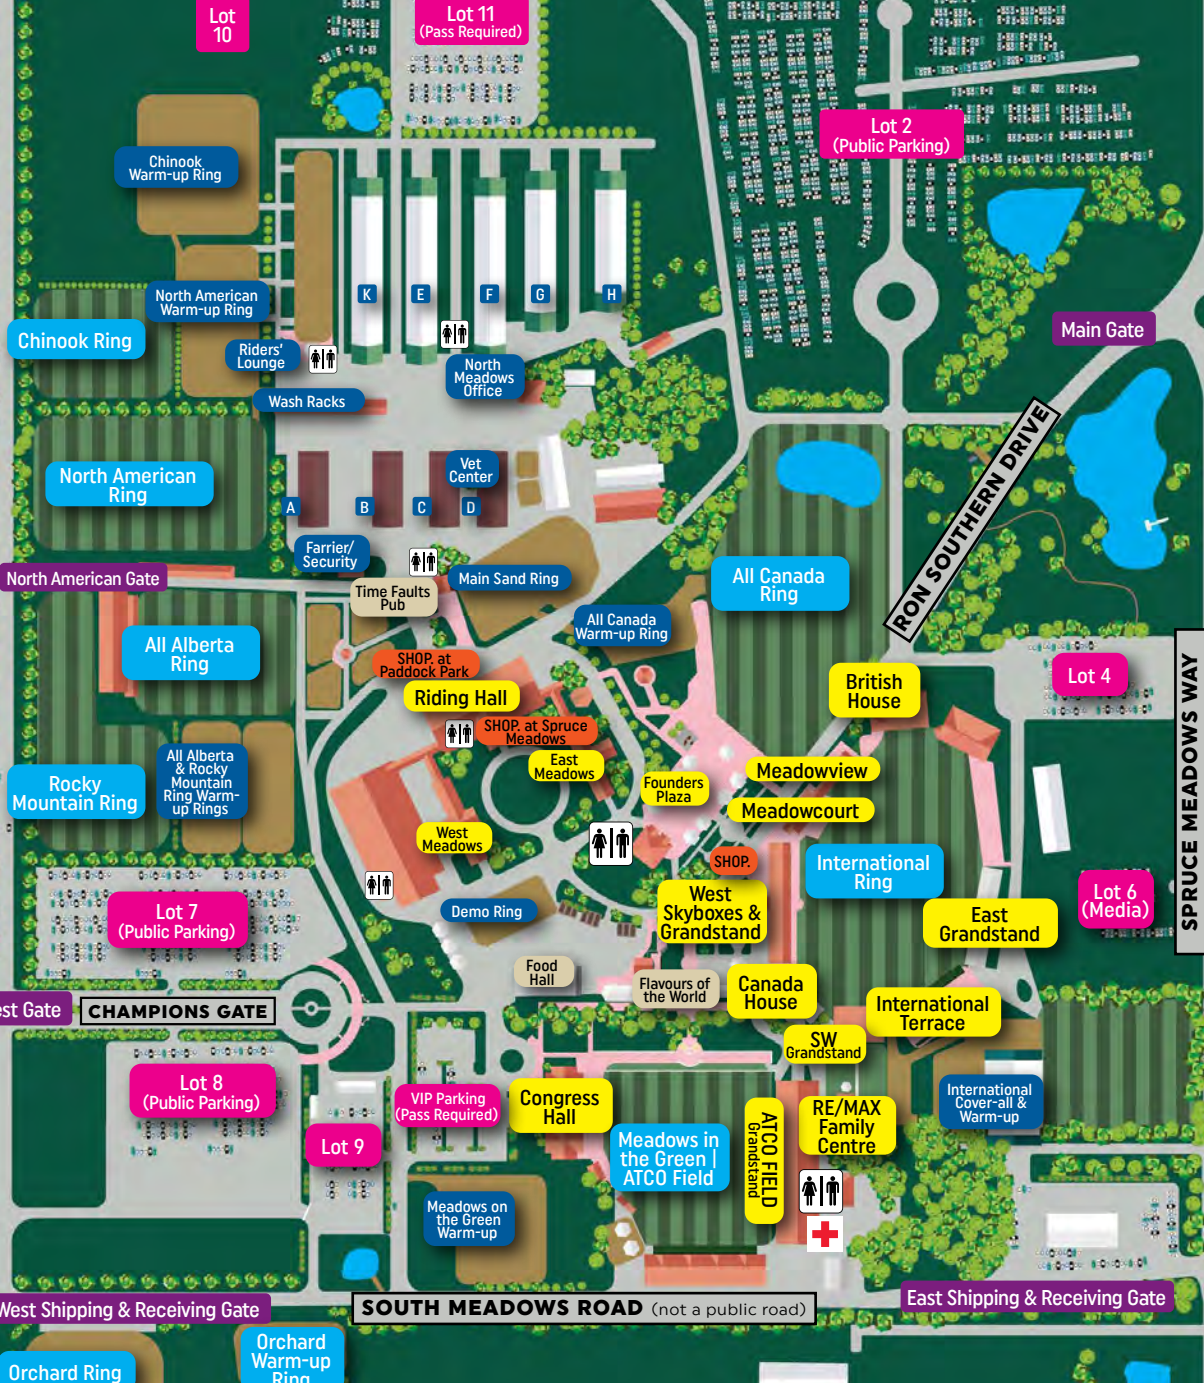 Lot
10
Lot 11
(Pass Required)
Lot 2
(Public Parking)
Chinook
Warm-up Ring
North American
Warm-up Ring
K
E
F
G
H
Main Gate
Chinook Ring
Riders'
Lounge
North
Meadows
Office
Wash Racks
RON SOUTHERN DRIVE
North American
Ring
Vet
Center
A
B
C
D
Farrier/
Security
North American Gate
Time Faults
Pub
Main Sand Ring
All Canada
Ring
All Canada
Warm-up Ring
All Alberta
Ring
SHOP. at
Paddock Park
Riding Hall
SHOP. at Spruce
Meadows
British
House
Lot 4
SPRUCE MEADOWS WAY
Rocky
Mountain Ring
All Alberta
& Rocky
Mountain
Ring Warm-
up Rings
East
Meadows
Founders
Plaza
Meadowview
Meadowcourt
West
Meadows
SHOP.
International
Ring
West
Skyboxes &
Grandstand
East
Grandstand
Lot 6
(Media)
Lot 7
(Public Parking)
Demo Ring
Food
Hall
Flavours of
the World
Canada
House
International
Terrace
SW
Grandstand
est Gate
CHAMPIONS GATE
Lot 8
(Public Parking)
Lot 9
VIP Parking
(Pass Required)
Congress
Hall
Meadows in
the Green |
ATCO Field
ATCO FIELD
Grandstand
RE/MAX
Family
Centre
International
Cover-all &
Warm-up
Meadows on
the Green
Warm-up
West Shipping & Receiving Gate
SOUTH MEADOWS ROAD (not a public road)
East Shipping & Receiving Gate
Orchard Ring
Orchard
Warm-up
Ring